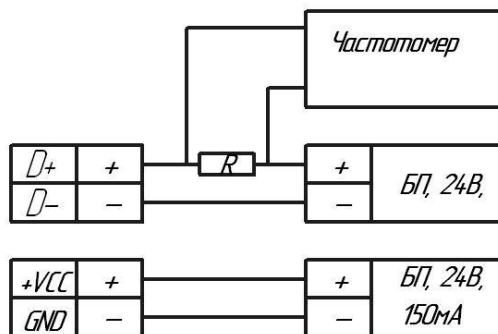 Частотомер
D+ + R +
D- - - БП, 24В,
+VCC + + БП, 24В,
GND - - 150мА